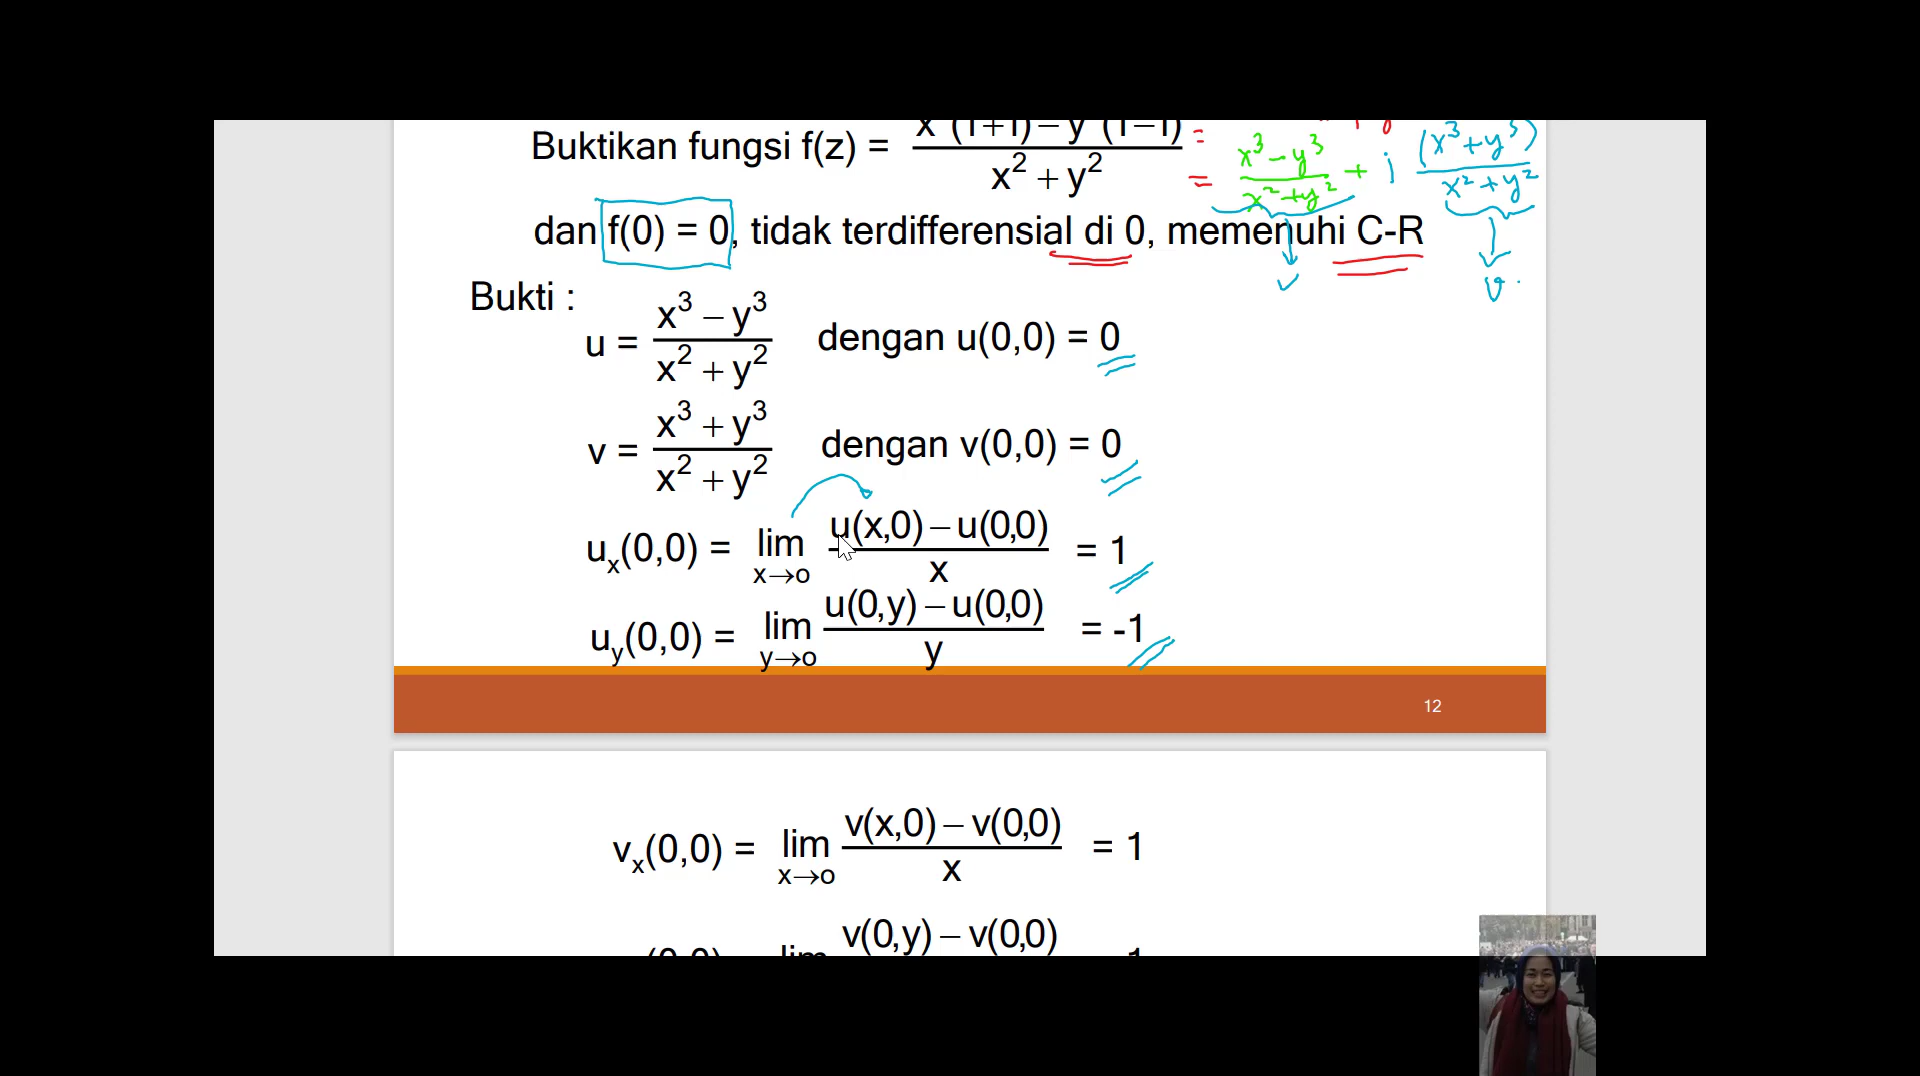 Buktikan fungsi f(z) = x (1+i) − y (1−i) / x² + y² =
= x³ − y³ / x² + y² + i (x³ + y³) / x² + y²
dan f(0) = 0, tidak terdifferensial di 0, memenuhi C-R
Bukti :
u = x³ − y³ / x² + y² dengan u(0,0) = 0
v = x³ + y³ / x² + y² dengan v(0,0) = 0
uₓ(0,0) = lim x→o u(x,0) − u(0,0) / x = 1
u_y(0,0) = lim y→o u(0,y) − u(0,0) / y = -1
12
vₓ(0,0) = lim x→o v(x,0) − v(0,0) / x = 1
v(0,y) − v(0,0)